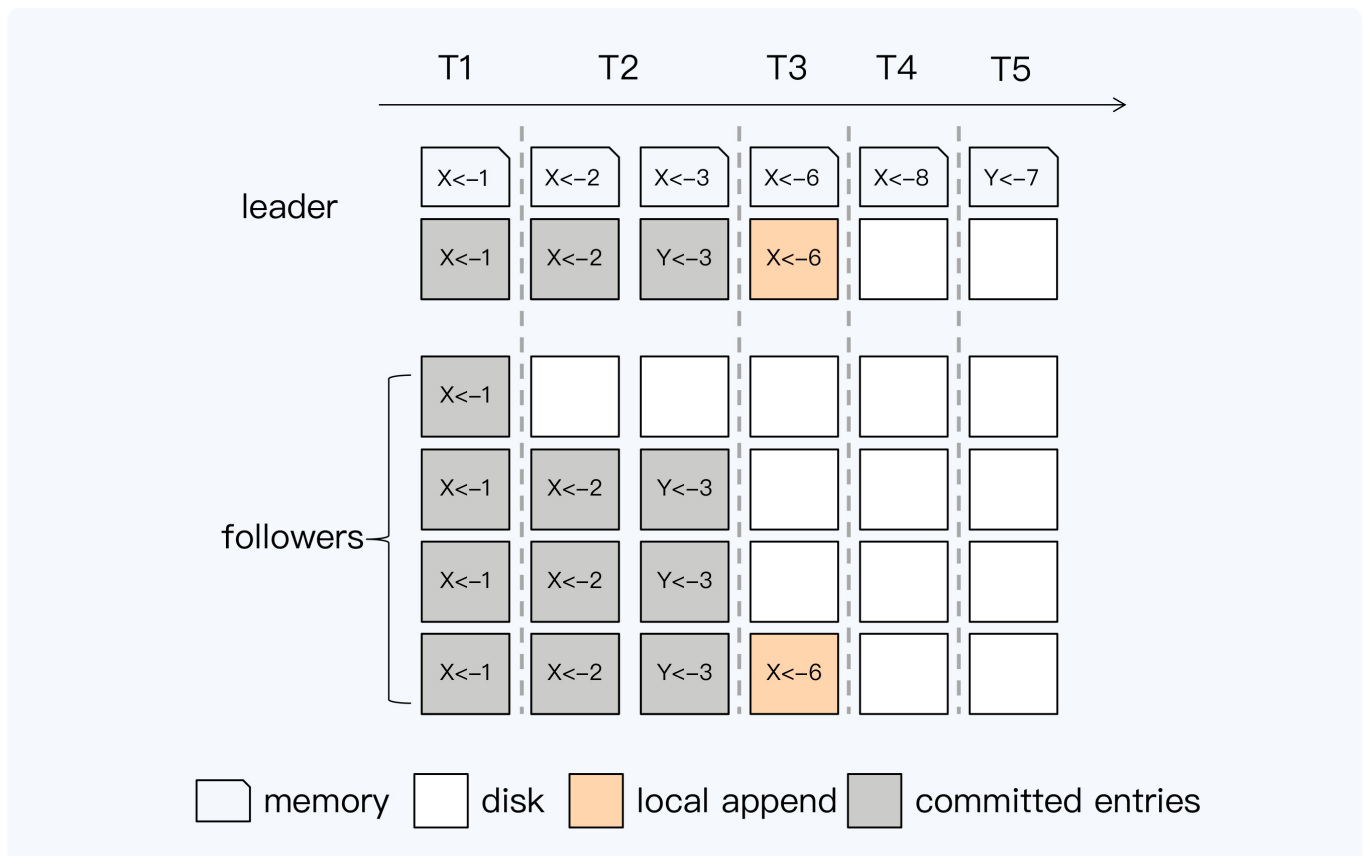 T1 T2 T3 T4 T5
X<–1 X<–2 X<–3 X<–6 X<–8 Y<–7
leader
X<–1 X<–2 Y<–3 X<–6
X<–1
X<–1 X<–2 Y<–3
followers
X<–1 X<–2 Y<–3
X<–1 X<–2 Y<–3 X<–6
memory disk local append committed entries